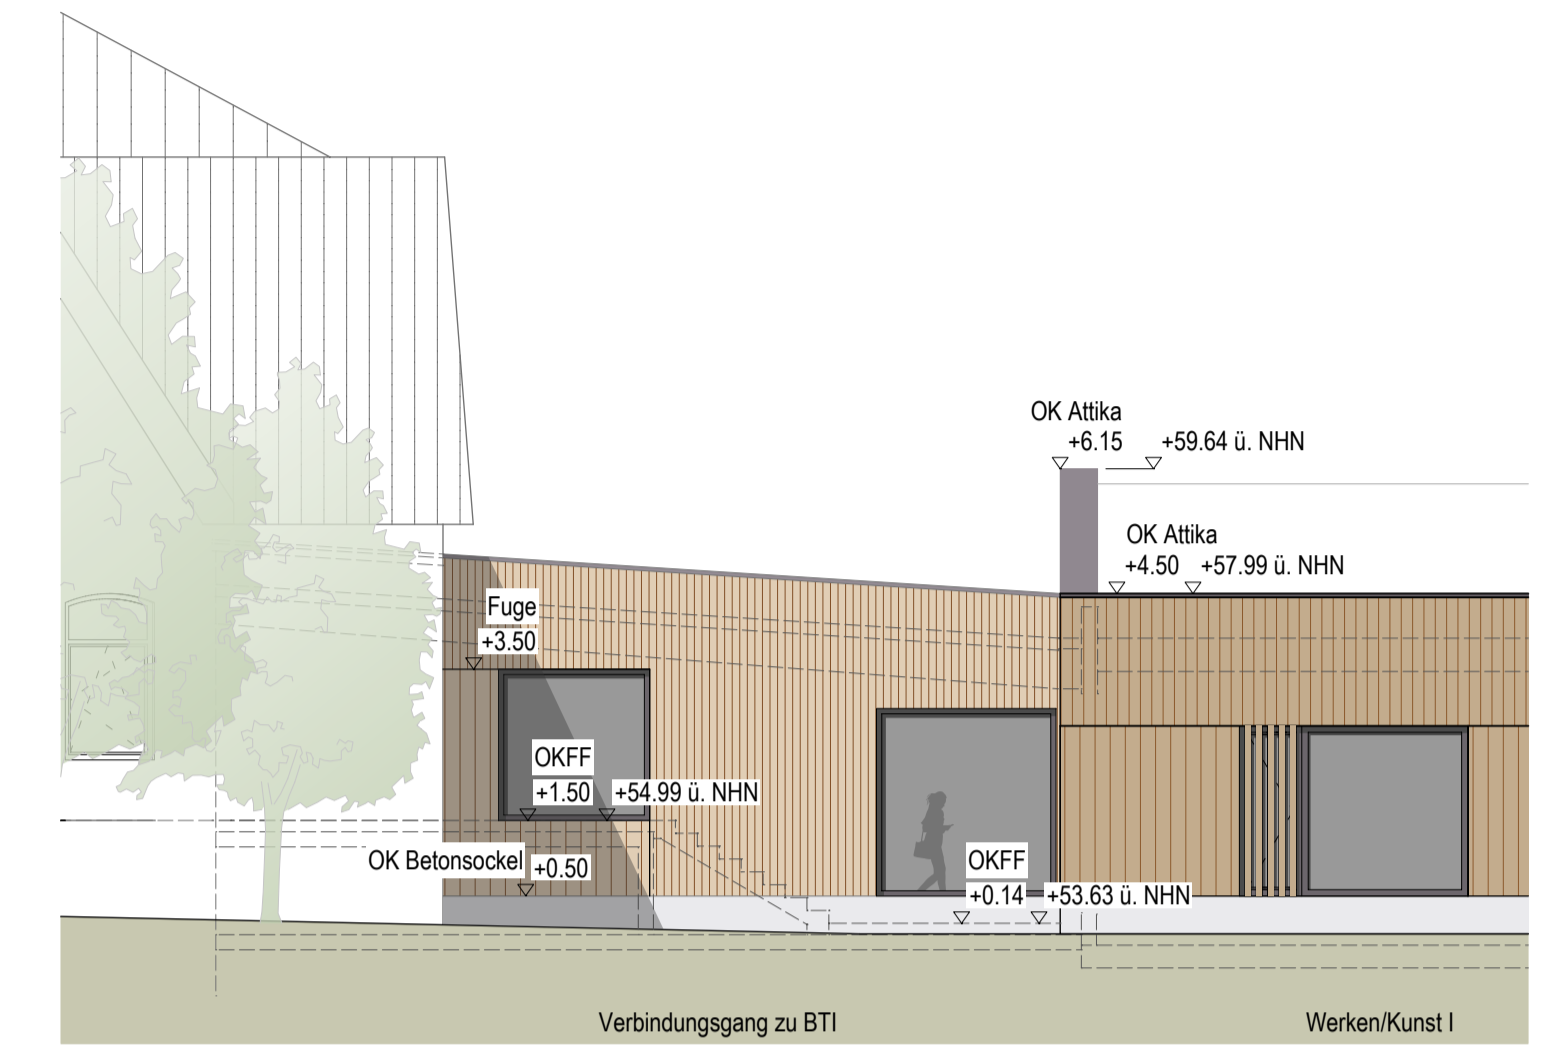 OK Attika
+6.15 +59.64 ü. NHN
OK Attika
+4.50 +57.99 ü. NHN
Fuge
+3.50
OKFF
+1.50 +54.99 ü. NHN
OK Betonsockel +0.50
OKFF
+0.14 +53.63 ü. NHN
Verbindungsgang zu BTI
Werken/Kunst I